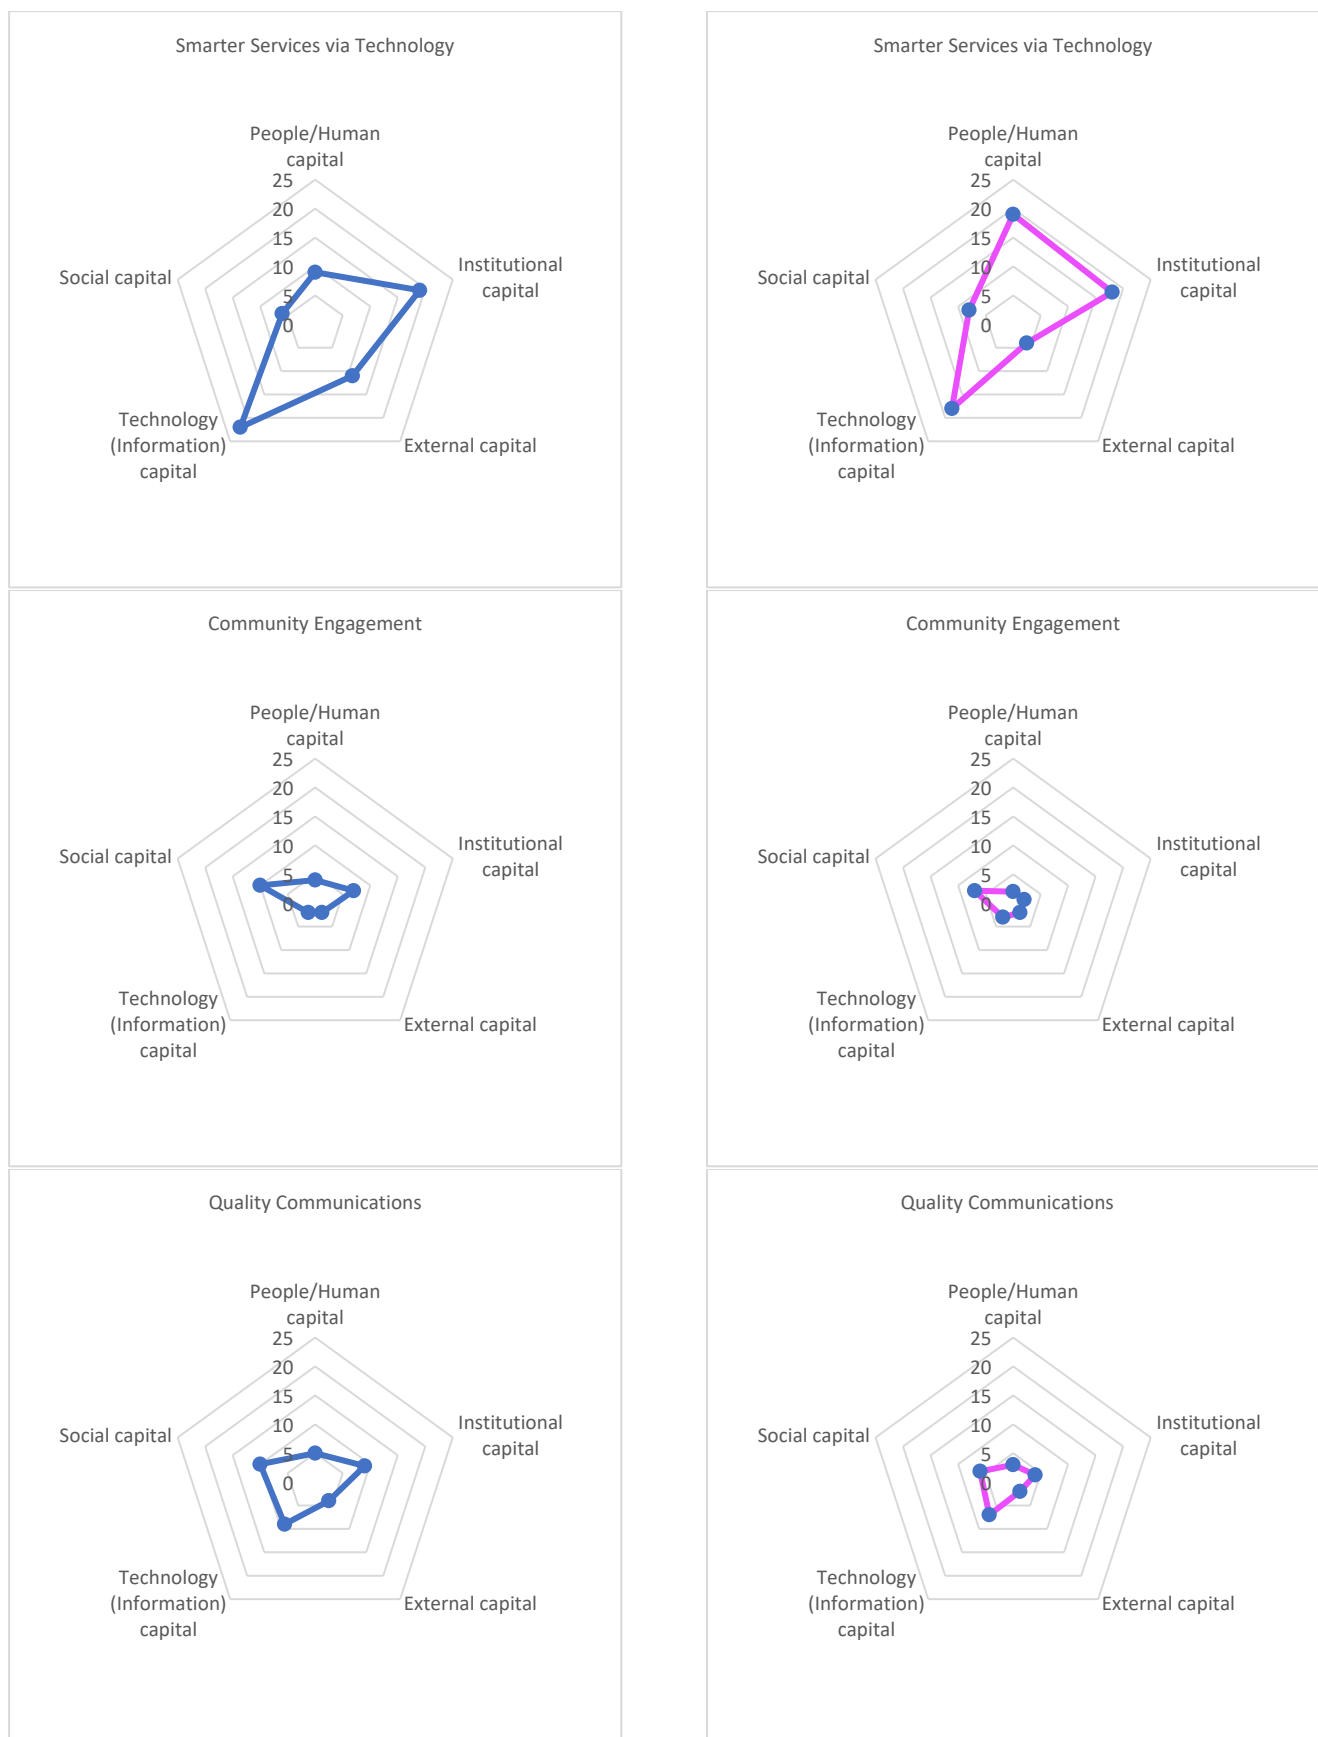 Smarter Services via Technology
People/Human
capital
25
20
15
10
5
0
Institutional
capital
External capital
Technology
(Information)
capital
Social capital
Smarter Services via Technology
People/Human
capital
25
20
15
10
5
0
Institutional
capital
External capital
Technology
(Information)
capital
Social capital
Community Engagement
People/Human
capital
25
20
15
10
5
0
Institutional
capital
External capital
Technology
(Information)
capital
Social capital
Community Engagement
People/Human
capital
25
20
15
10
5
0
Institutional
capital
External capital
Technology
(Information)
capital
Social capital
Quality Communications
People/Human
capital
25
20
15
10
5
0
Institutional
capital
External capital
Technology
(Information)
capital
Social capital
Quality Communications
People/Human
capital
25
20
15
10
5
0
Institutional
capital
External capital
Technology
(Information)
capital
Social capital